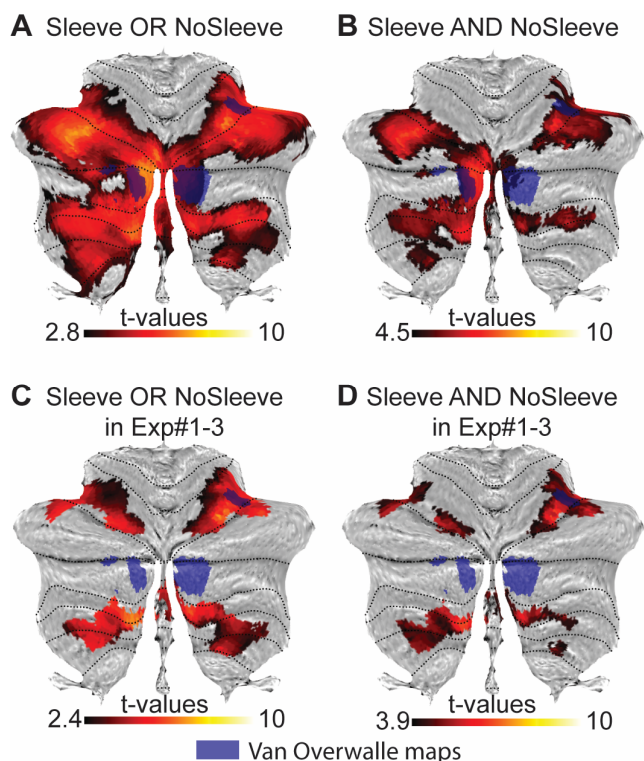 A Sleeve OR NoSleeve
B Sleeve AND NoSleeve
t-values
2.8 10
t-values
4.5 10
C Sleeve OR NoSleeve
in Exp#1-3
D Sleeve AND NoSleeve
in Exp#1-3
t-values
2.4 10
t-values
3.9 10
Van Overwalle maps